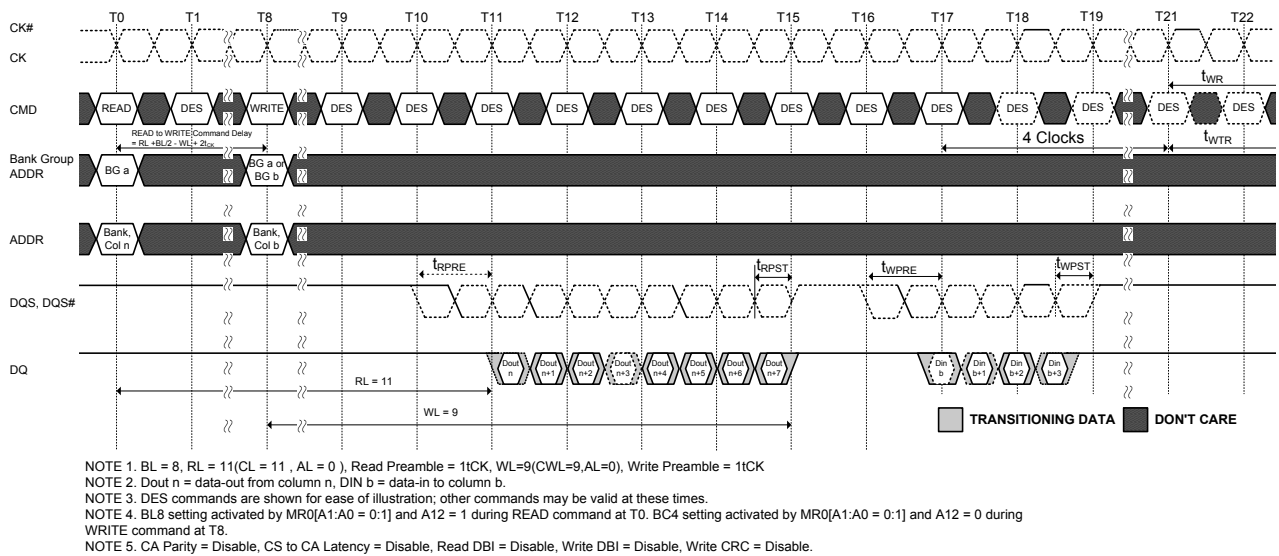 T0 T1 T8 T9 T10 T11 T12 T13 T14 T15 T16 T17 T18 T19 T21 T22
CK#
CK
tWR
CMD READ DES WRITE DES DES DES DES DES DES DES DES DES DES DES DES DES
READ to WRITE Command Delay
= RL +BL/2 - WL + 2tCK
4 Clocks
tWTR
Bank Group
ADDR
BG a
BG a or
BG b
ADDR
Bank,
Col n
Bank,
Col b
tRPRE tRPST tWPRE tWPST
DQS, DQS#
DQ
Dout
n
Dout
n+1
Dout
n+2
Dout
n+3
Dout
n+4
Dout
n+5
Dout
n+6
Dout
n+7
Din
b
Din
b+1
Din
b+2
Din
b+3
RL = 11
WL = 9
TRANSITIONING DATA DON'T CARE
NOTE 1. BL = 8, RL = 11(CL = 11 , AL = 0 ), Read Preamble = 1tCK, WL=9(CWL=9,AL=0), Write Preamble = 1tCK
NOTE 2. Dout n = data-out from column n, DIN b = data-in to column b.
NOTE 3. DES commands are shown for ease of illustration; other commands may be valid at these times.
NOTE 4. BL8 setting activated by MR0[A1:A0 = 0:1] and A12 = 1 during READ command at T0. BC4 setting activated by MR0[A1:A0 = 0:1] and A12 = 0 during
WRITE command at T8.
NOTE 5. CA Parity = Disable, CS to CA Latency = Disable, Read DBI = Disable, Write DBI = Disable, Write CRC = Disable.